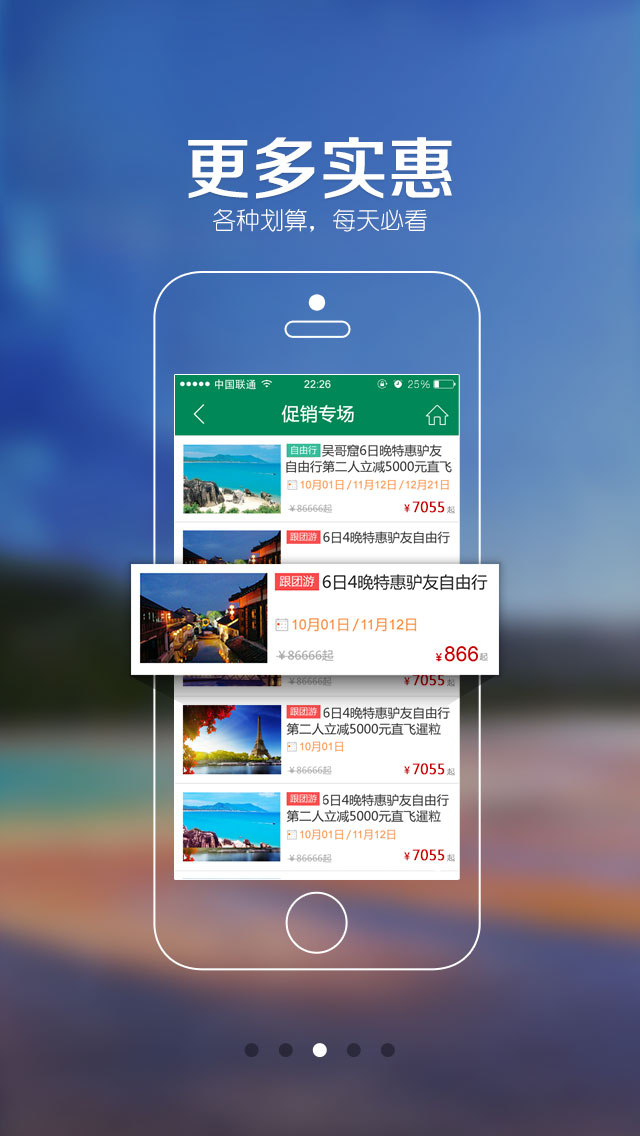 更多实惠
各种划算，每天必看
中国联通 22:26 25%
促销专场
自由行 吴哥窟6日晚特惠驴友
自由行第二人立减5000元直飞
10月01日/11月12日/12月21日
¥86666起 ¥7055起
跟团游 6日4晚特惠驴友自由行
跟团游 6日4晚特惠驴友自由行
10月01日/11月12日
¥86666起 ¥866起
¥86666起 ¥7055起
跟团游 6日4晚特惠驴友自由行
第二人立减5000元直飞暹粒
10月01日
¥86666起 ¥7055起
跟团游 6日4晚特惠驴友自由行
第二人立减5000元直飞暹粒
10月01日/11月12日
¥86666起 ¥7055起